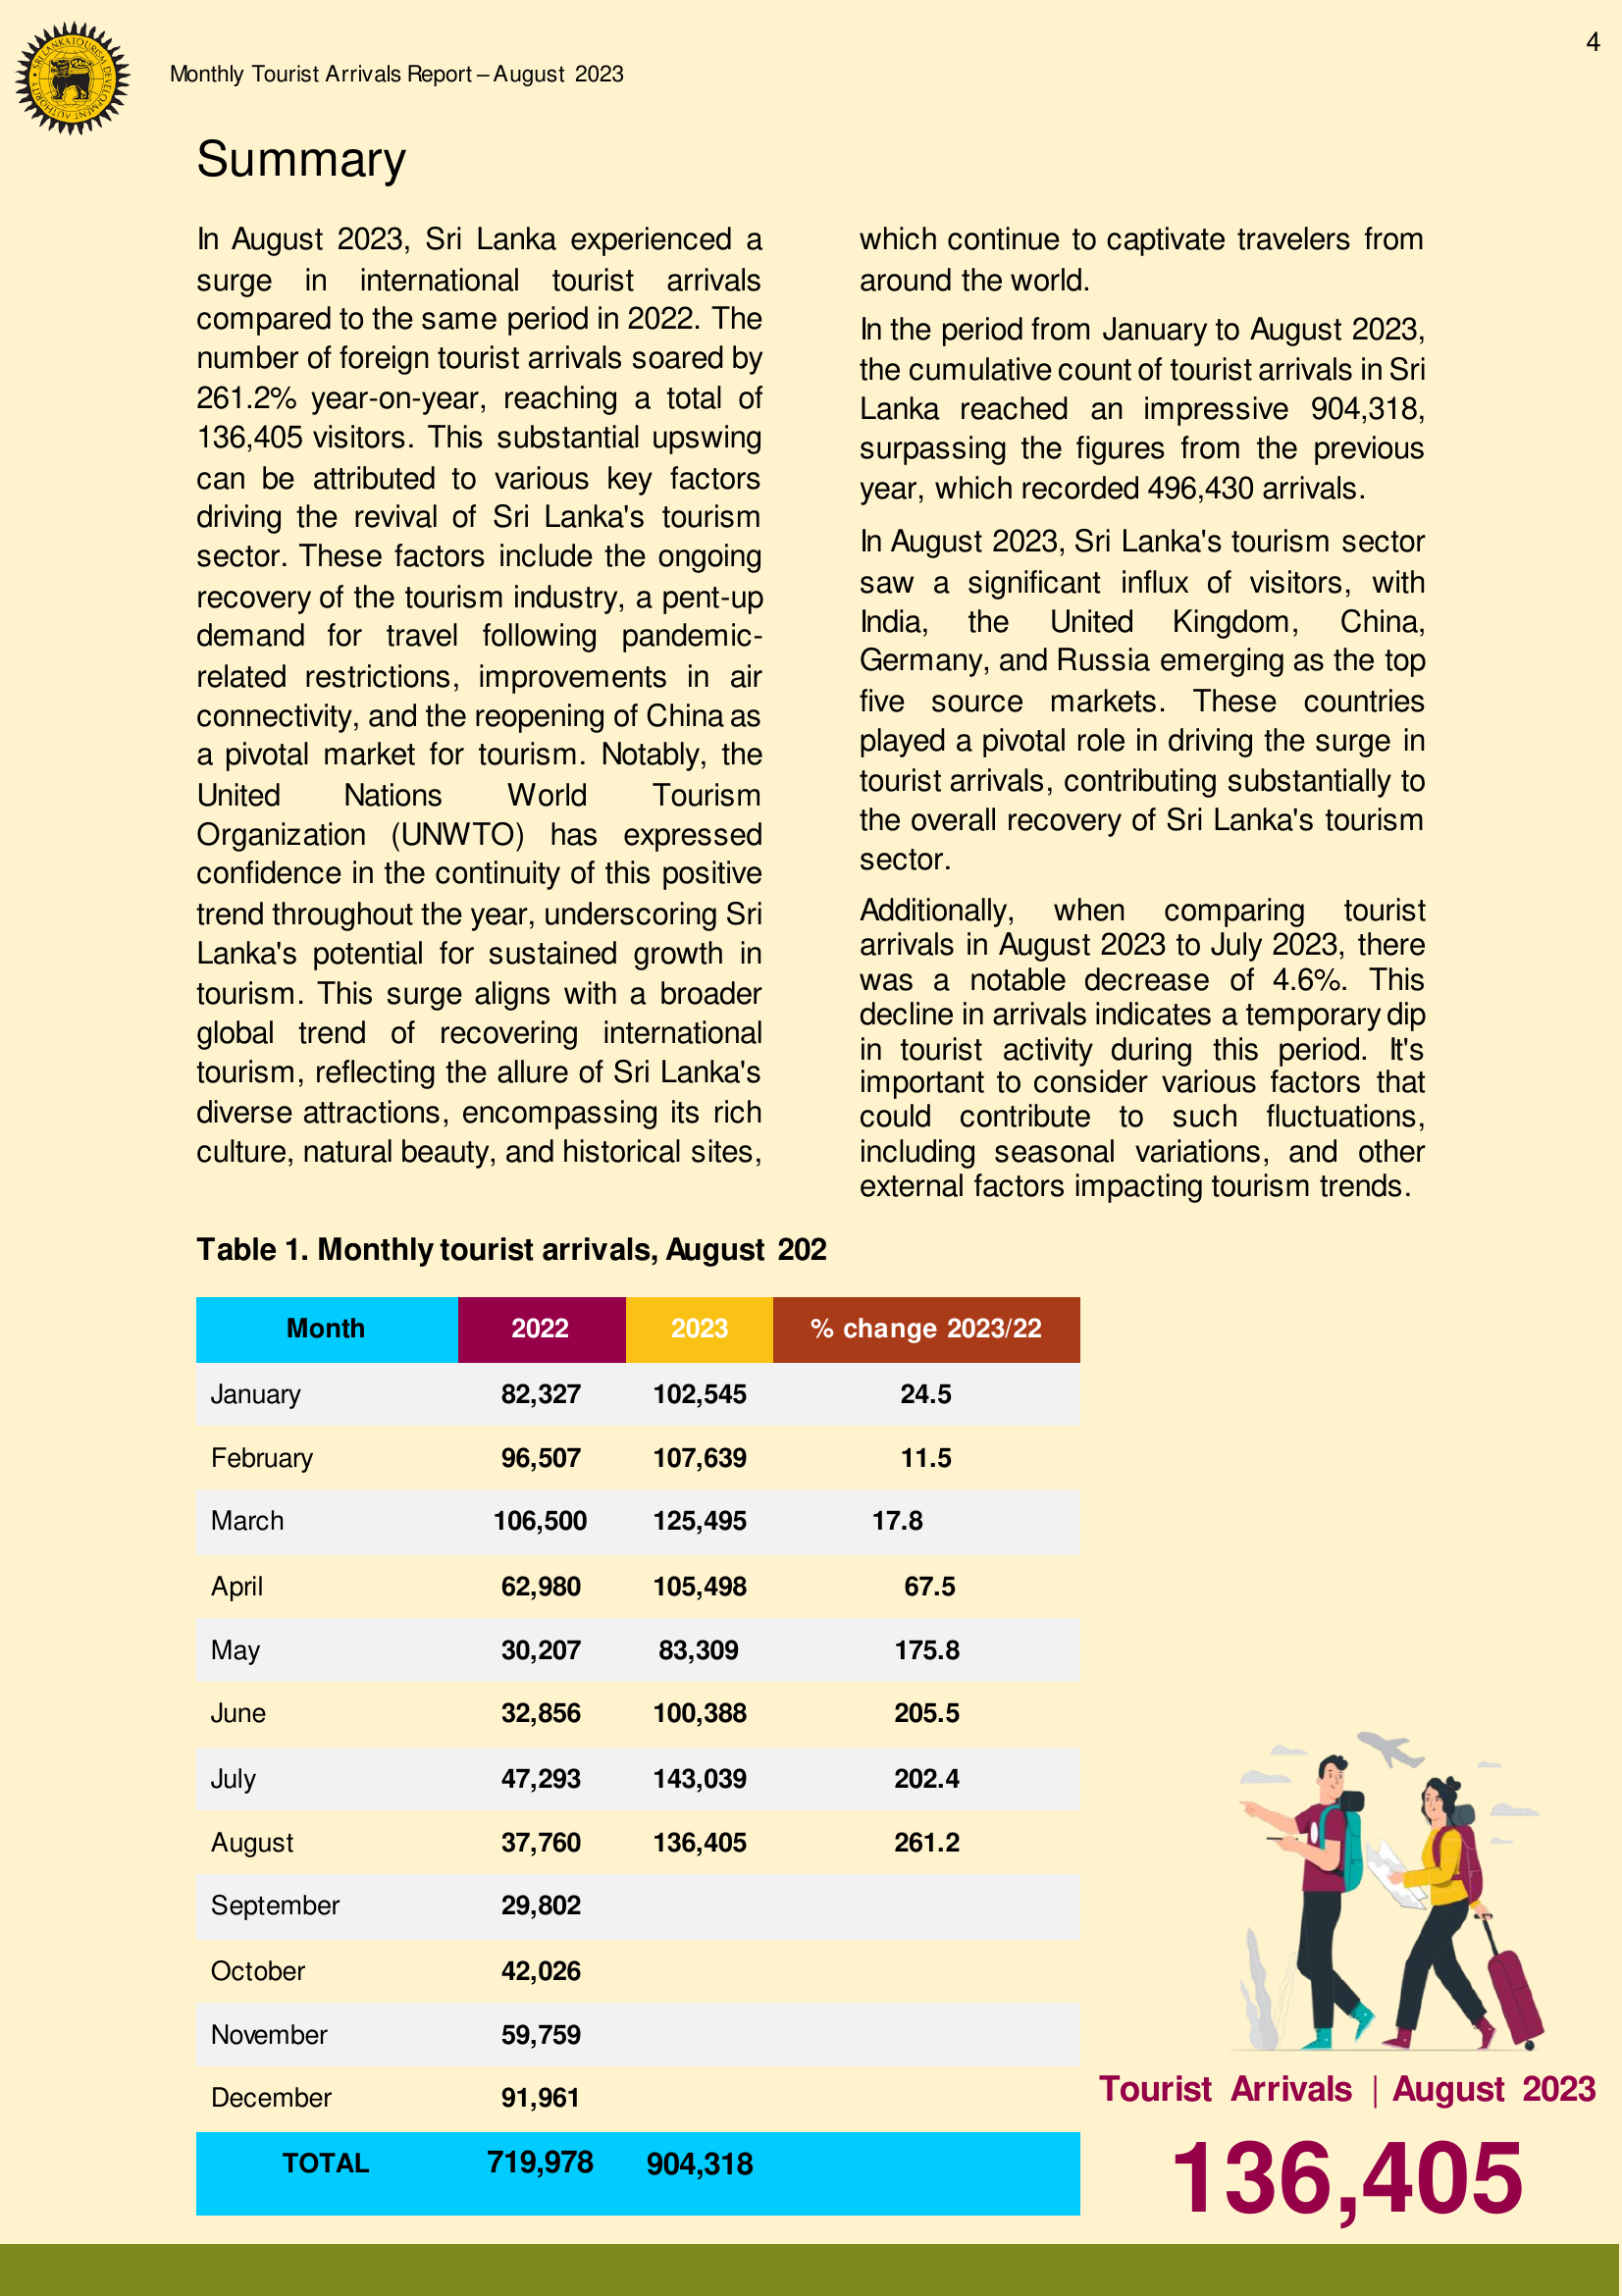 4
SRI LANKA TOURISM DEVELOPMENT AUTHORITY
Monthly Tourist Arrivals Report – August 2023
Summary
In August 2023, Sri Lanka experienced a
surge in international tourist arrivals
compared to the same period in 2022. The
number of foreign tourist arrivals soared by
261.2% year-on-year, reaching a total of
136,405 visitors. This substantial upswing
can be attributed to various key factors
driving the revival of Sri Lanka's tourism
sector. These factors include the ongoing
recovery of the tourism industry, a pent-up
demand for travel following pandemic-
related restrictions, improvements in air
connectivity, and the reopening of China as
a pivotal market for tourism. Notably, the
United Nations World Tourism
Organization (UNWTO) has expressed
confidence in the continuity of this positive
trend throughout the year, underscoring Sri
Lanka's potential for sustained growth in
tourism. This surge aligns with a broader
global trend of recovering international
tourism, reflecting the allure of Sri Lanka's
diverse attractions, encompassing its rich
culture, natural beauty, and historical sites,
which continue to captivate travelers from
around the world.
In the period from January to August 2023,
the cumulative count of tourist arrivals in Sri
Lanka reached an impressive 904,318,
surpassing the figures from the previous
year, which recorded 496,430 arrivals.
In August 2023, Sri Lanka's tourism sector
saw a significant influx of visitors, with
India, the United Kingdom, China,
Germany, and Russia emerging as the top
five source markets. These countries
played a pivotal role in driving the surge in
tourist arrivals, contributing substantially to
the overall recovery of Sri Lanka's tourism
sector.
Additionally, when comparing tourist
arrivals in August 2023 to July 2023, there
was a notable decrease of 4.6%. This
decline in arrivals indicates a temporary dip
in tourist activity during this period. It's
important to consider various factors that
could contribute to such fluctuations,
including seasonal variations, and other
external factors impacting tourism trends.
Table 1. Monthly tourist arrivals, August 202
Month 2022 2023 % change 2023/22
January 82,327 102,545 24.5
February 96,507 107,639 11.5
March 106,500 125,495 17.8
April 62,980 105,498 67.5
May 30,207 83,309 175.8
June 32,856 100,388 205.5
July 47,293 143,039 202.4
August 37,760 136,405 261.2
September 29,802
October 42,026
November 59,759
December 91,961
TOTAL 719,978 904,318
Tourist Arrivals | August 2023
136,405